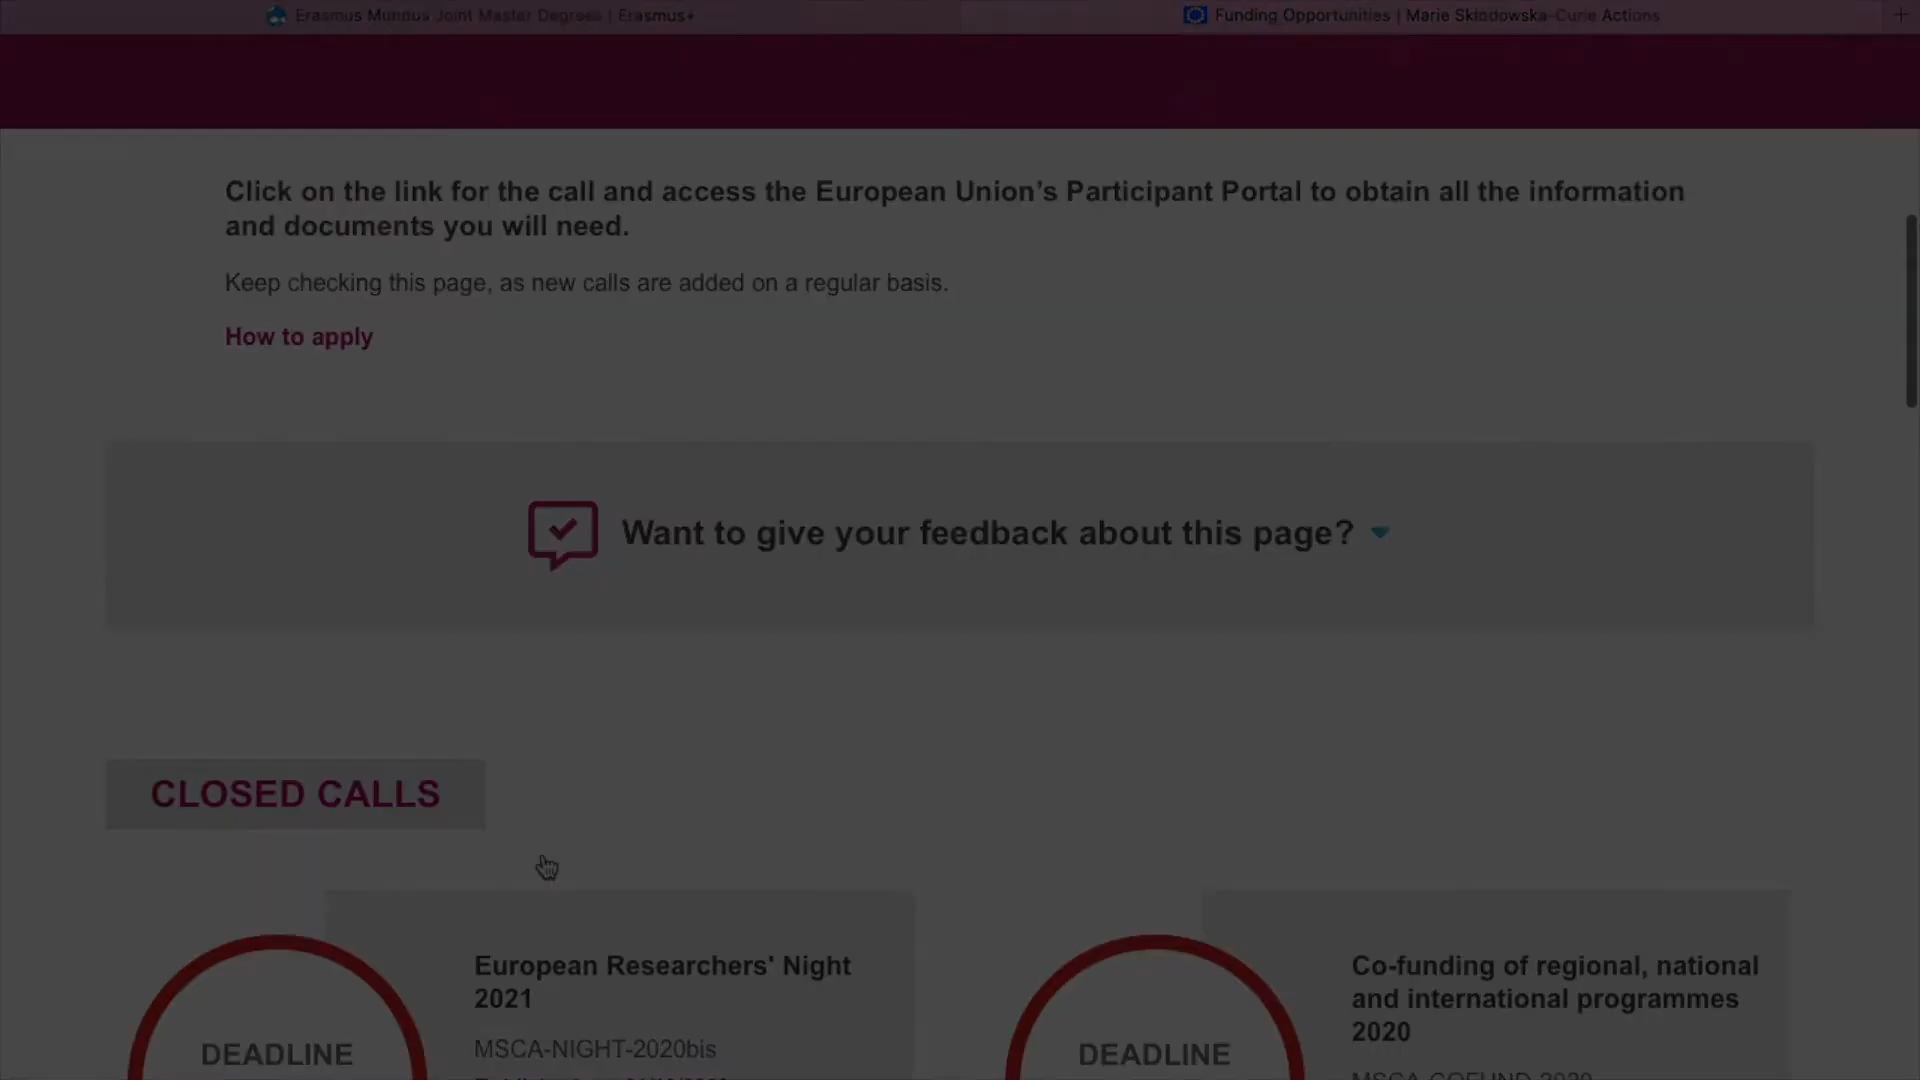 Erasmus Mundus Joint Master Degrees | Erasmus+
Funding Opportunities | Marie Skłodowska-Curie Actions
Click on the link for the call and access the European Union’s Participant Portal to obtain all the information
and documents you will need.
Keep checking this page, as new calls are added on a regular basis.
How to apply
Want to give your feedback about this page?
CLOSED CALLS
DEADLINE
European Researchers' Night
2021
MSCA-NIGHT-2020bis
DEADLINE
Co-funding of regional, national
and international programmes
2020
MSCA-COFUND-2020